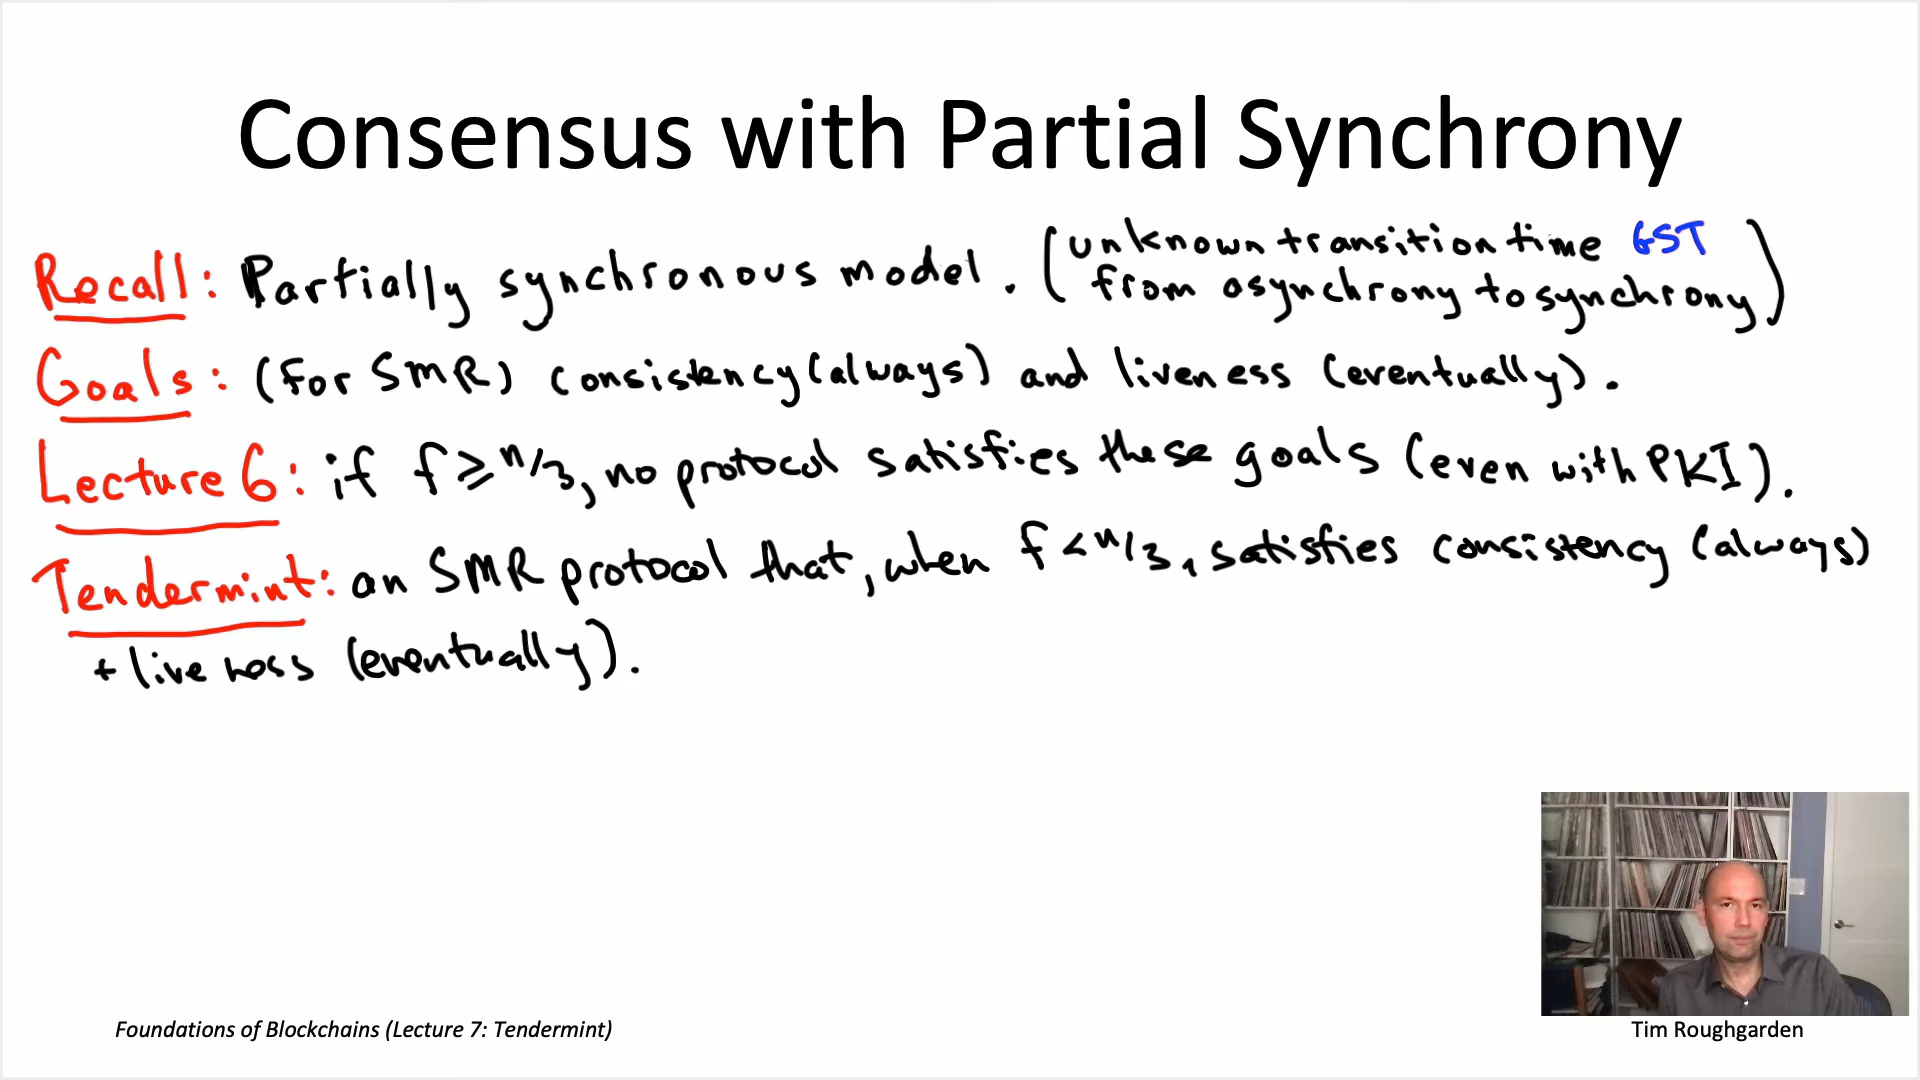 Consensus with Partial Synchrony
Recall: Partially synchronous model. (unknown transition time GST
from asynchrony to synchrony)
Goals: (for SMR) consistency (always) and liveness (eventually).
Lecture 6: if f ≥ n/3, no protocol satisfies these goals (even with PKI).
Tendermint: an SMR protocol that, when f < n/3, satisfies consistency (always)
+ liveness (eventually).
Foundations of Blockchains (Lecture 7: Tendermint)
Tim Roughgarden